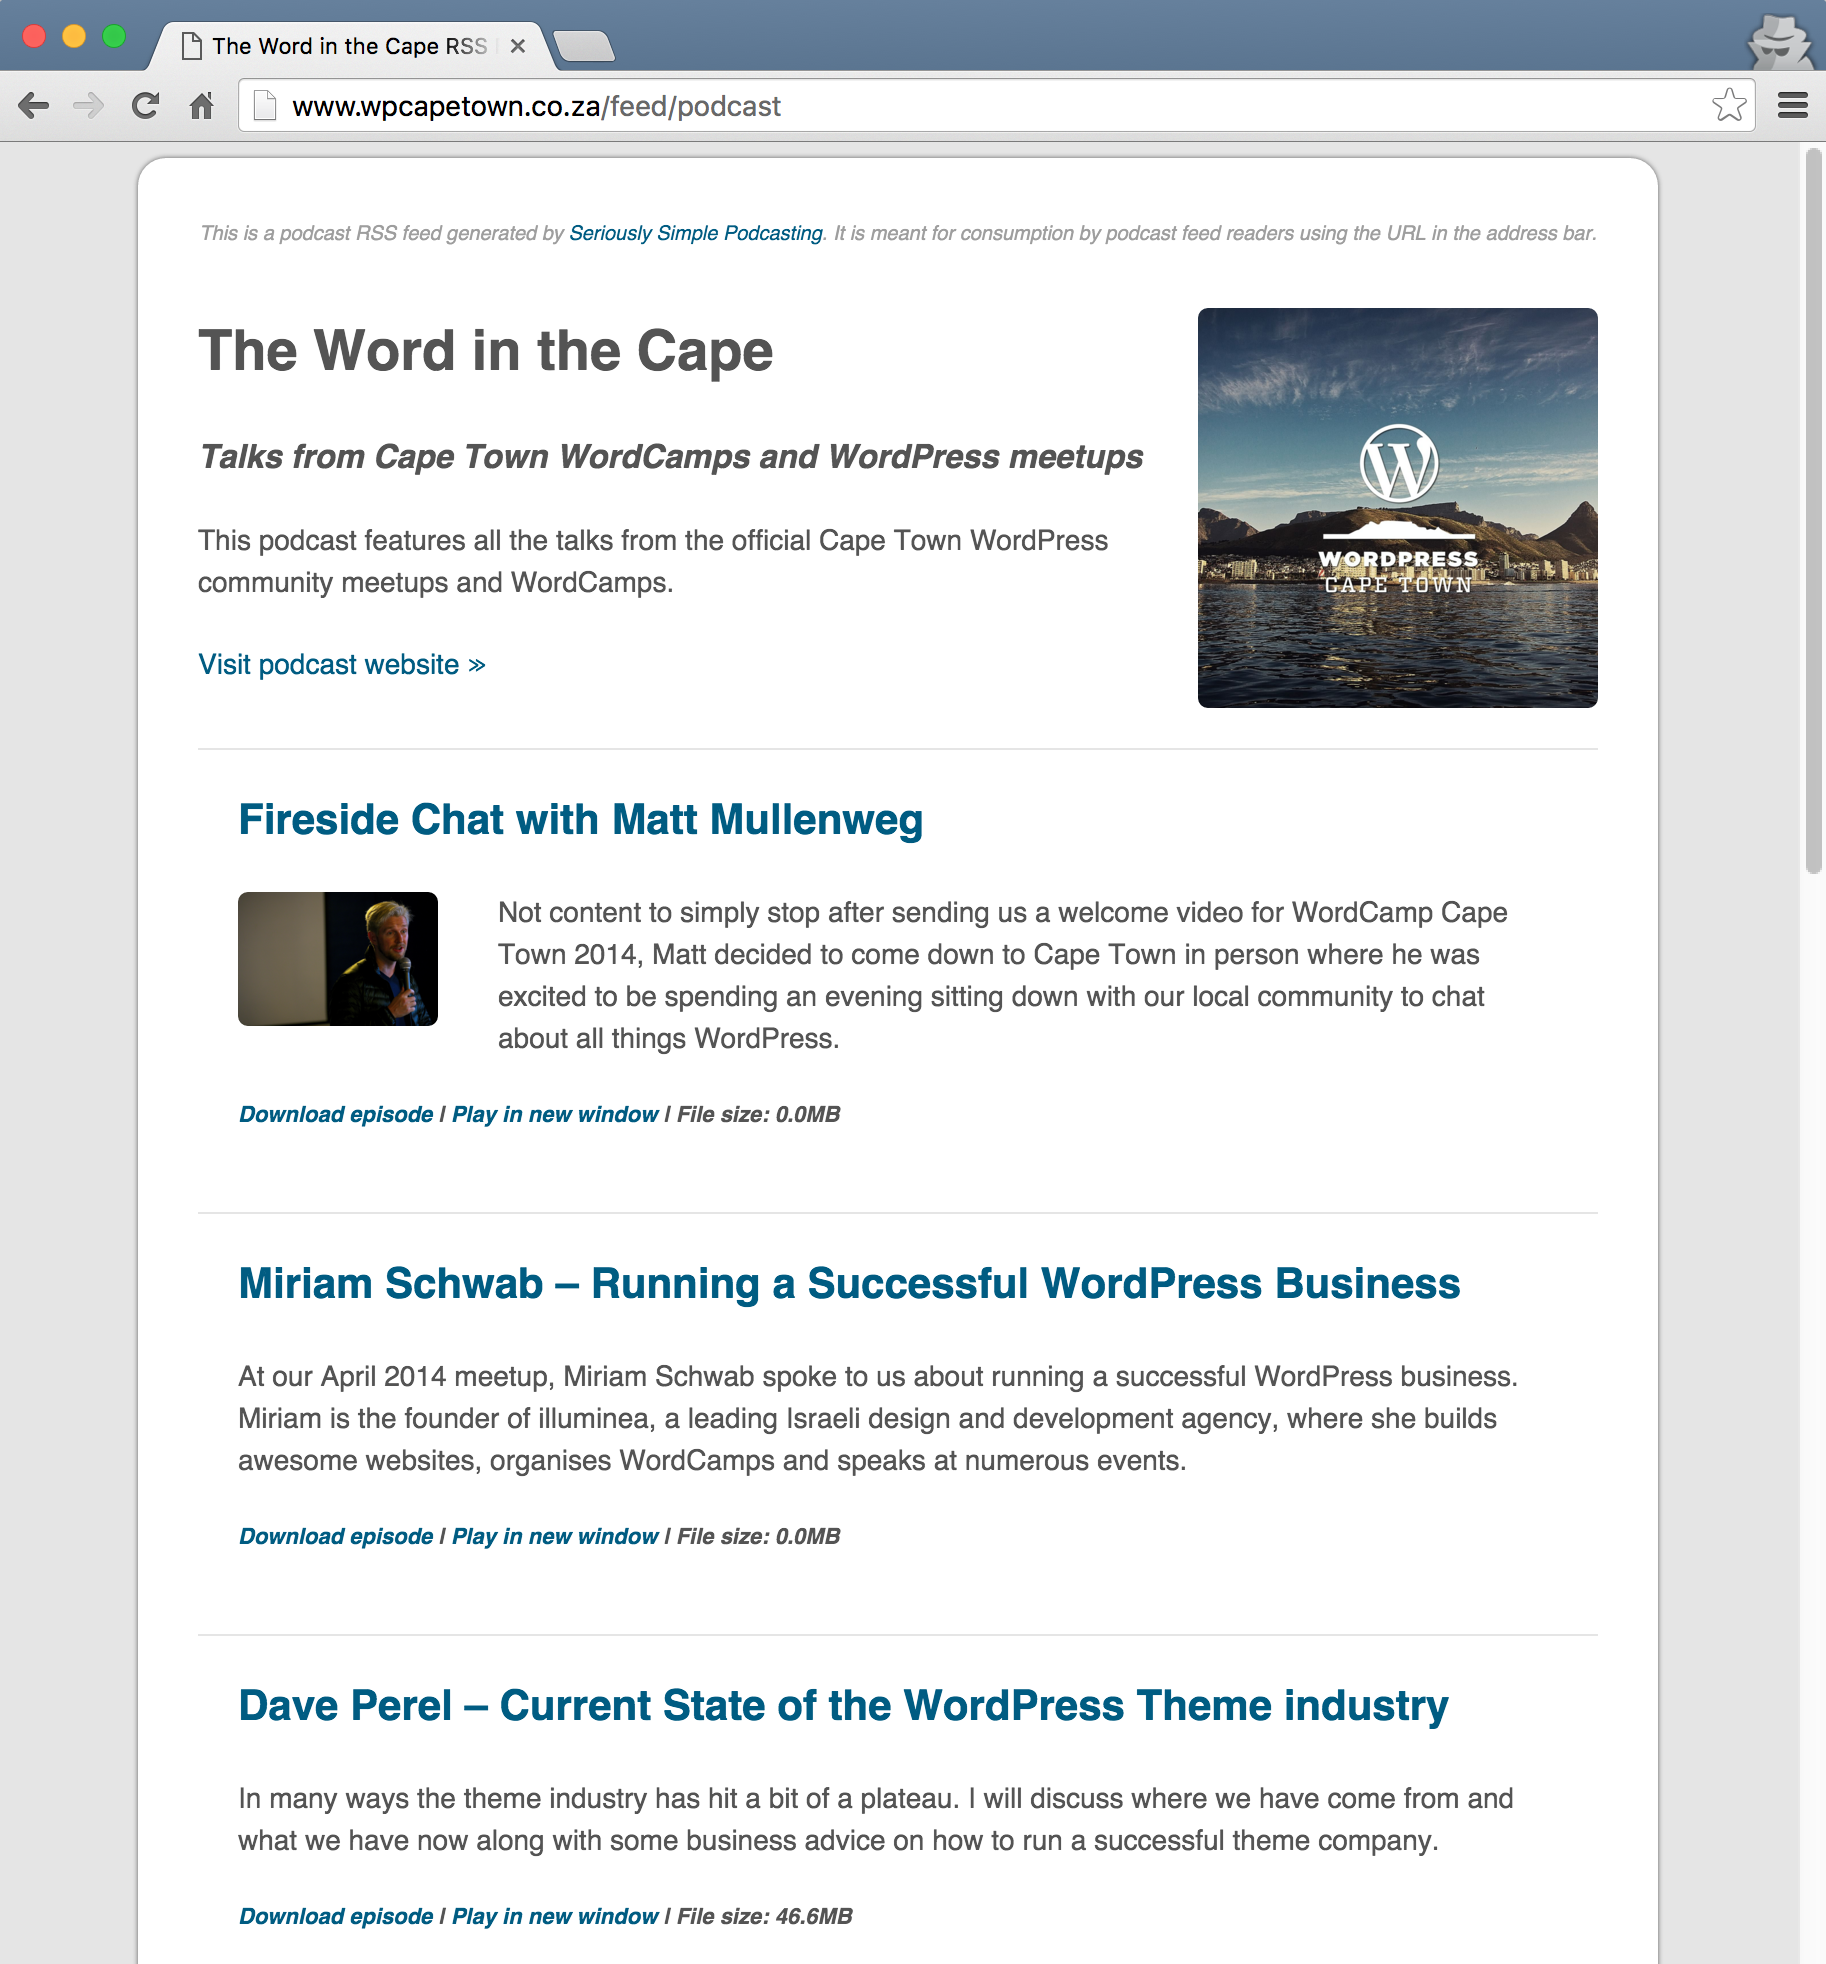 The Word in the Cape RSS
www.wpcapetown.co.za/feed/podcast
This is a podcast RSS feed generated by Seriously Simple Podcasting. It is meant for consumption by podcast feed readers using the URL in the address bar.
The Word in the Cape
Talks from Cape Town WordCamps and WordPress meetups
This podcast features all the talks from the official Cape Town WordPress
community meetups and WordCamps.
Visit podcast website »
W
WORDPRESS
CAPE TOWN
Fireside Chat with Matt Mullenweg
Not content to simply stop after sending us a welcome video for WordCamp Cape
Town 2014, Matt decided to come down to Cape Town in person where he was
excited to be spending an evening sitting down with our local community to chat
about all things WordPress.
Download episode | Play in new window | File size: 0.0MB
Miriam Schwab – Running a Successful WordPress Business
At our April 2014 meetup, Miriam Schwab spoke to us about running a successful WordPress business.
Miriam is the founder of illuminea, a leading Israeli design and development agency, where she builds
awesome websites, organises WordCamps and speaks at numerous events.
Download episode | Play in new window | File size: 0.0MB
Dave Perel – Current State of the WordPress Theme industry
In many ways the theme industry has hit a bit of a plateau. I will discuss where we have come from and
what we have now along with some business advice on how to run a successful theme company.
Download episode | Play in new window | File size: 46.6MB